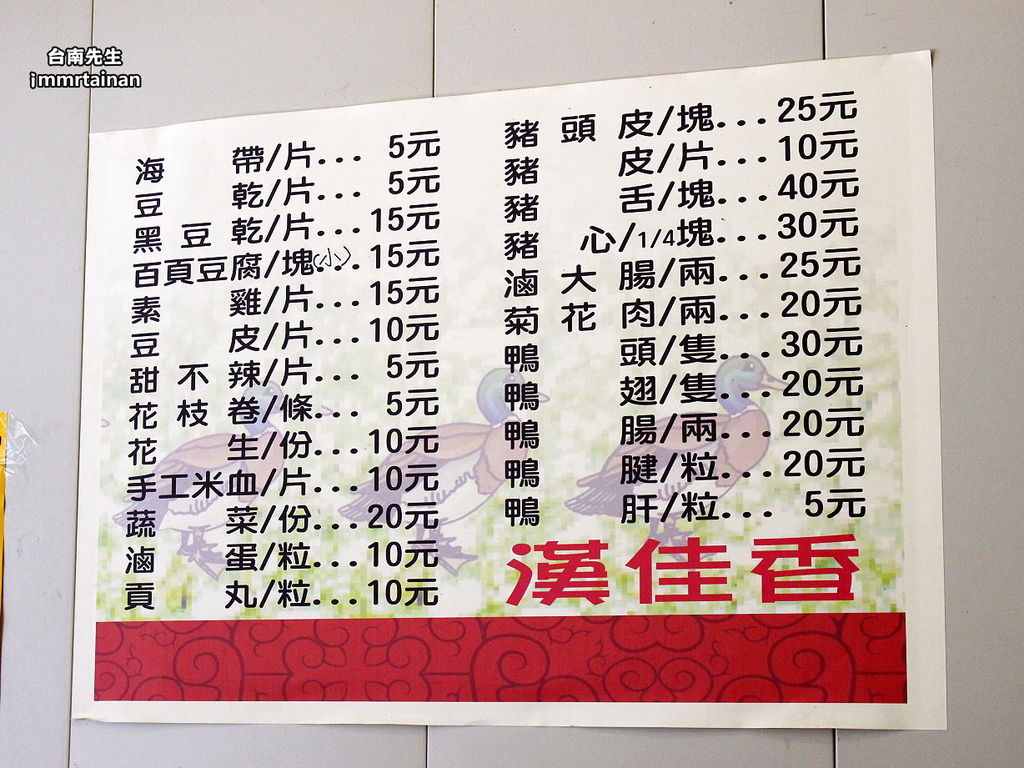 台南先生
immrtainan
海帶/片... 5元
豆乾/片... 5元
黑豆乾/片...15元
百頁豆腐/塊(小)...15元
素雞/片...15元
豆皮/片...10元
甜不辣/片... 5元
花枝卷/條... 5元
花生/份...10元
手工米血/片...10元
蔬菜/份...20元
滷蛋/粒...10元
貢丸/粒...10元
豬頭皮/塊...25元
豬皮/片...10元
豬舌/塊...40元
豬心/1/4塊...30元
滷大腸/兩...25元
菊花肉/兩...20元
鴨頭/隻...30元
鴨翅/隻...20元
鴨腸/兩...20元
鴨腱/粒...20元
鴨肝/粒... 5元
漢佳香